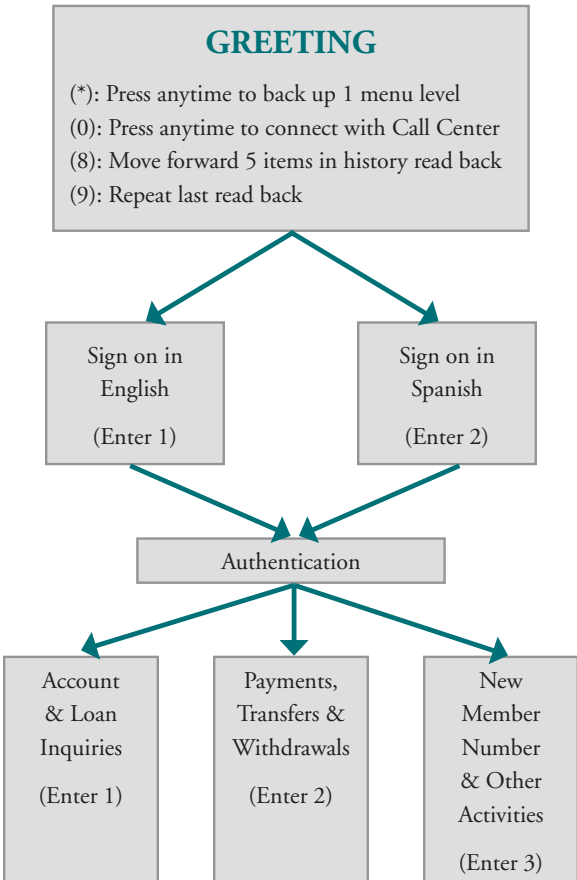 GREETING
(*): Press anytime to back up 1 menu level
(0): Press anytime to connect with Call Center
(8): Move forward 5 items in history read back
(9): Repeat last read back
Sign on in
English
(Enter 1)
Sign on in
Spanish
(Enter 2)
Authentication
Account
& Loan
Inquiries
(Enter 1)
Payments,
Transfers &
Withdrawals
(Enter 2)
New
Member
Number
& Other
Activities
(Enter 3)